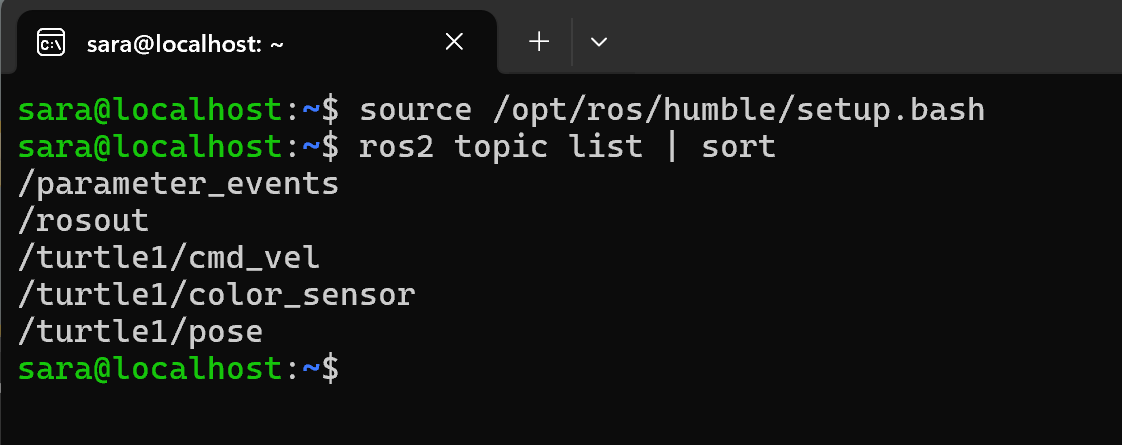 sara@localhost: ~
sara@localhost:~$ source /opt/ros/humble/setup.bash
sara@localhost:~$ ros2 topic list | sort
/parameter_events
/rosout
/turtle1/cmd_vel
/turtle1/color_sensor
/turtle1/pose
sara@localhost:~$